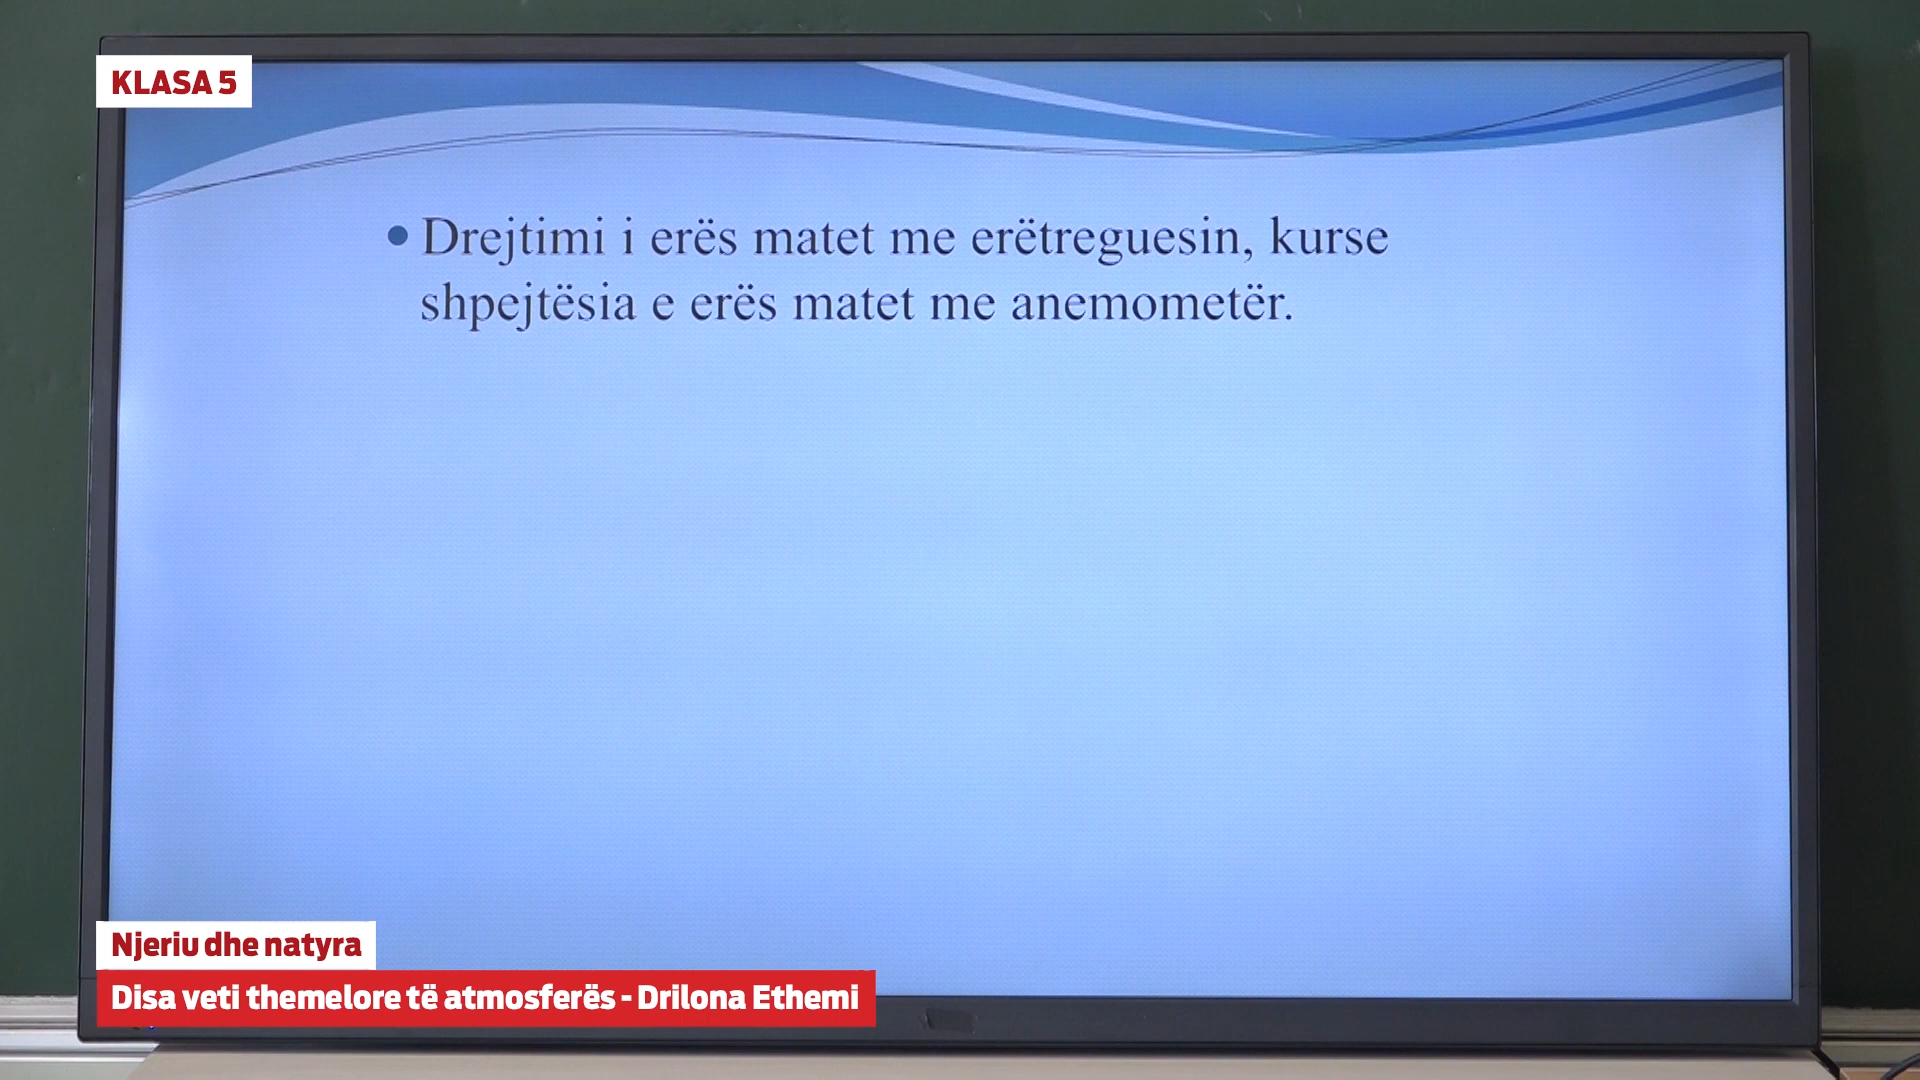 KLASA 5
• Drejtimi i erës matet me erëtreguesin, kurse
shpejtësia e erës matet me anemometër.
Njeriu dhe natyra
Disa veti themelore të atmosferës - Drilona Ethemi